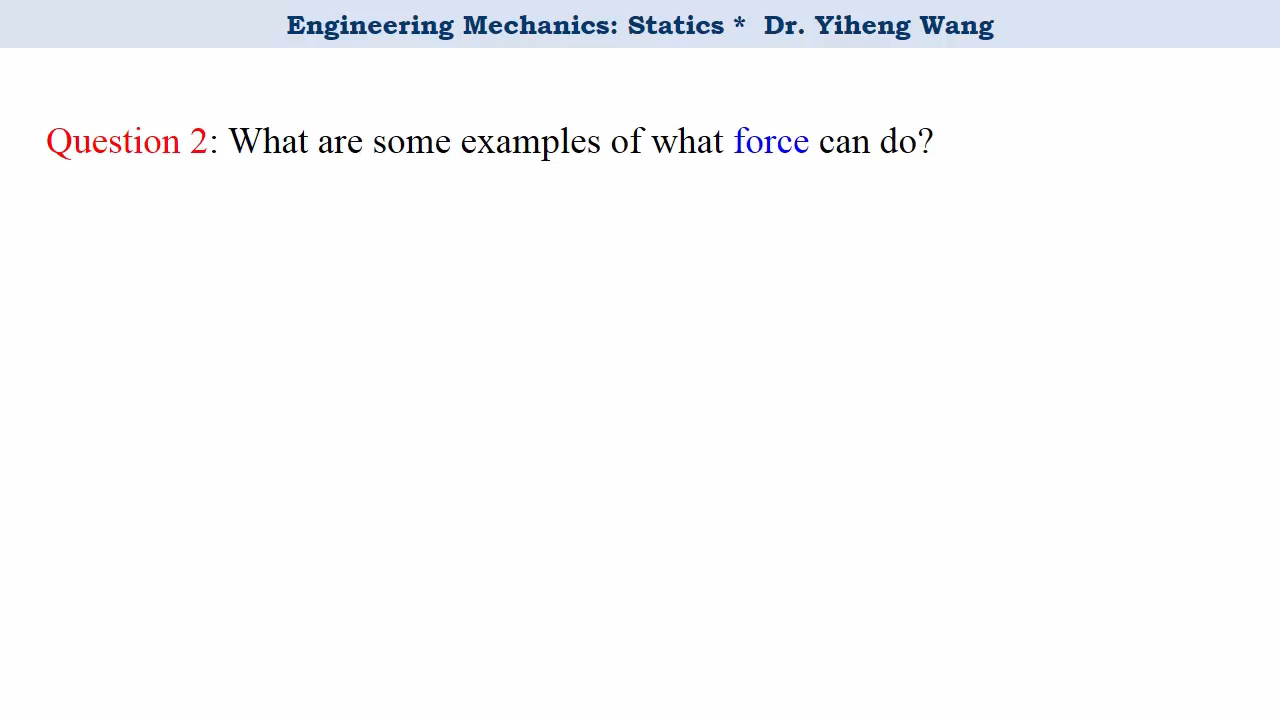 Engineering Mechanics: Statics * Dr. Yiheng Wang
Question 2: What are some examples of what force can do?